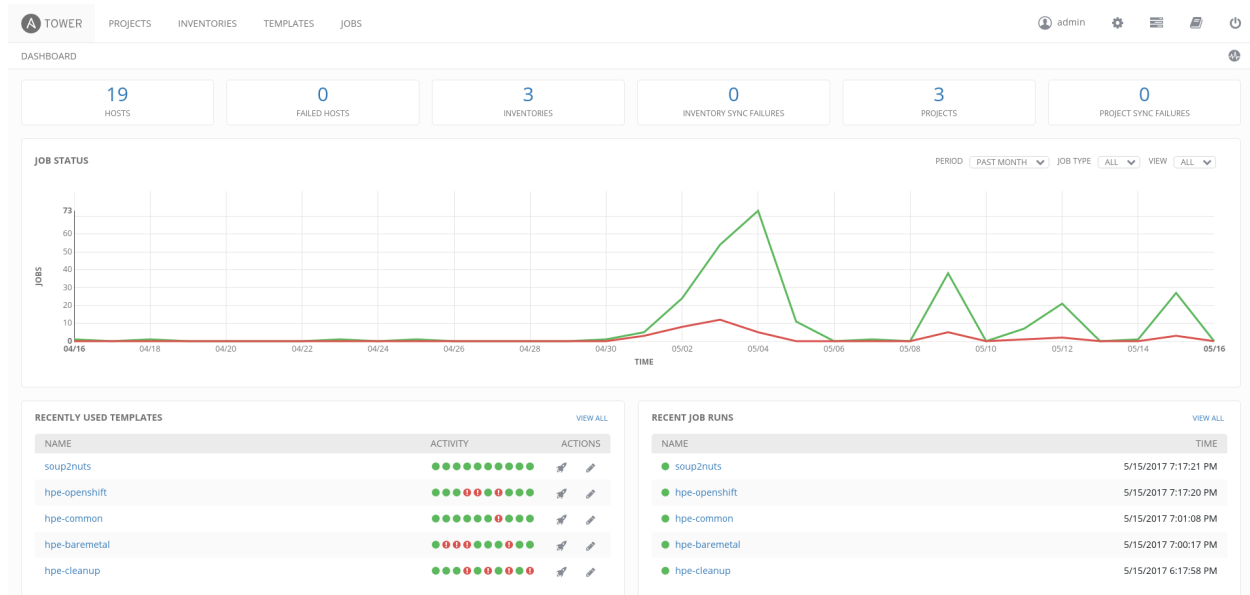 A TOWER PROJECTS INVENTORIES TEMPLATES JOBS admin
DASHBOARD
19 0 3 0 3 0
HOSTS FAILED HOSTS INVENTORIES INVENTORY SYNC FAILURES PROJECTS PROJECT SYNC FAILURES
JOB STATUS PERIOD PAST MONTH JOB TYPE ALL VIEW ALL
73
60
50
40
30
20
10
0
JOBS
04/16 04/18 04/20 04/22 04/24 04/26 04/28 04/30 05/02 05/04 05/06 05/08 05/10 05/12 05/14 05/16
TIME
RECENTLY USED TEMPLATES VIEW ALL
NAME ACTIVITY ACTIONS
soup2nuts
hpe-openshift
hpe-common
hpe-baremetal
hpe-cleanup
RECENT JOB RUNS VIEW ALL
NAME TIME
soup2nuts 5/15/2017 7:17:21 PM
hpe-openshift 5/15/2017 7:17:20 PM
hpe-common 5/15/2017 7:01:08 PM
hpe-baremetal 5/15/2017 7:00:17 PM
hpe-cleanup 5/15/2017 6:17:58 PM